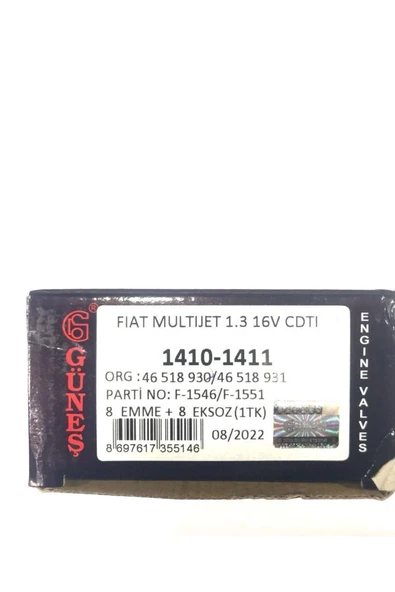 G®
GÜNEŞ
FIAT MULTIJET 1.3 16V CDTI
1410-1411
ORG : 46 518 930/46 518 931
PARTİ NO: F-1546/F-1551
8 EMME + 8 EKSOZ(1TK)
08/2022
8 697617 355146
ENGINE VALVES